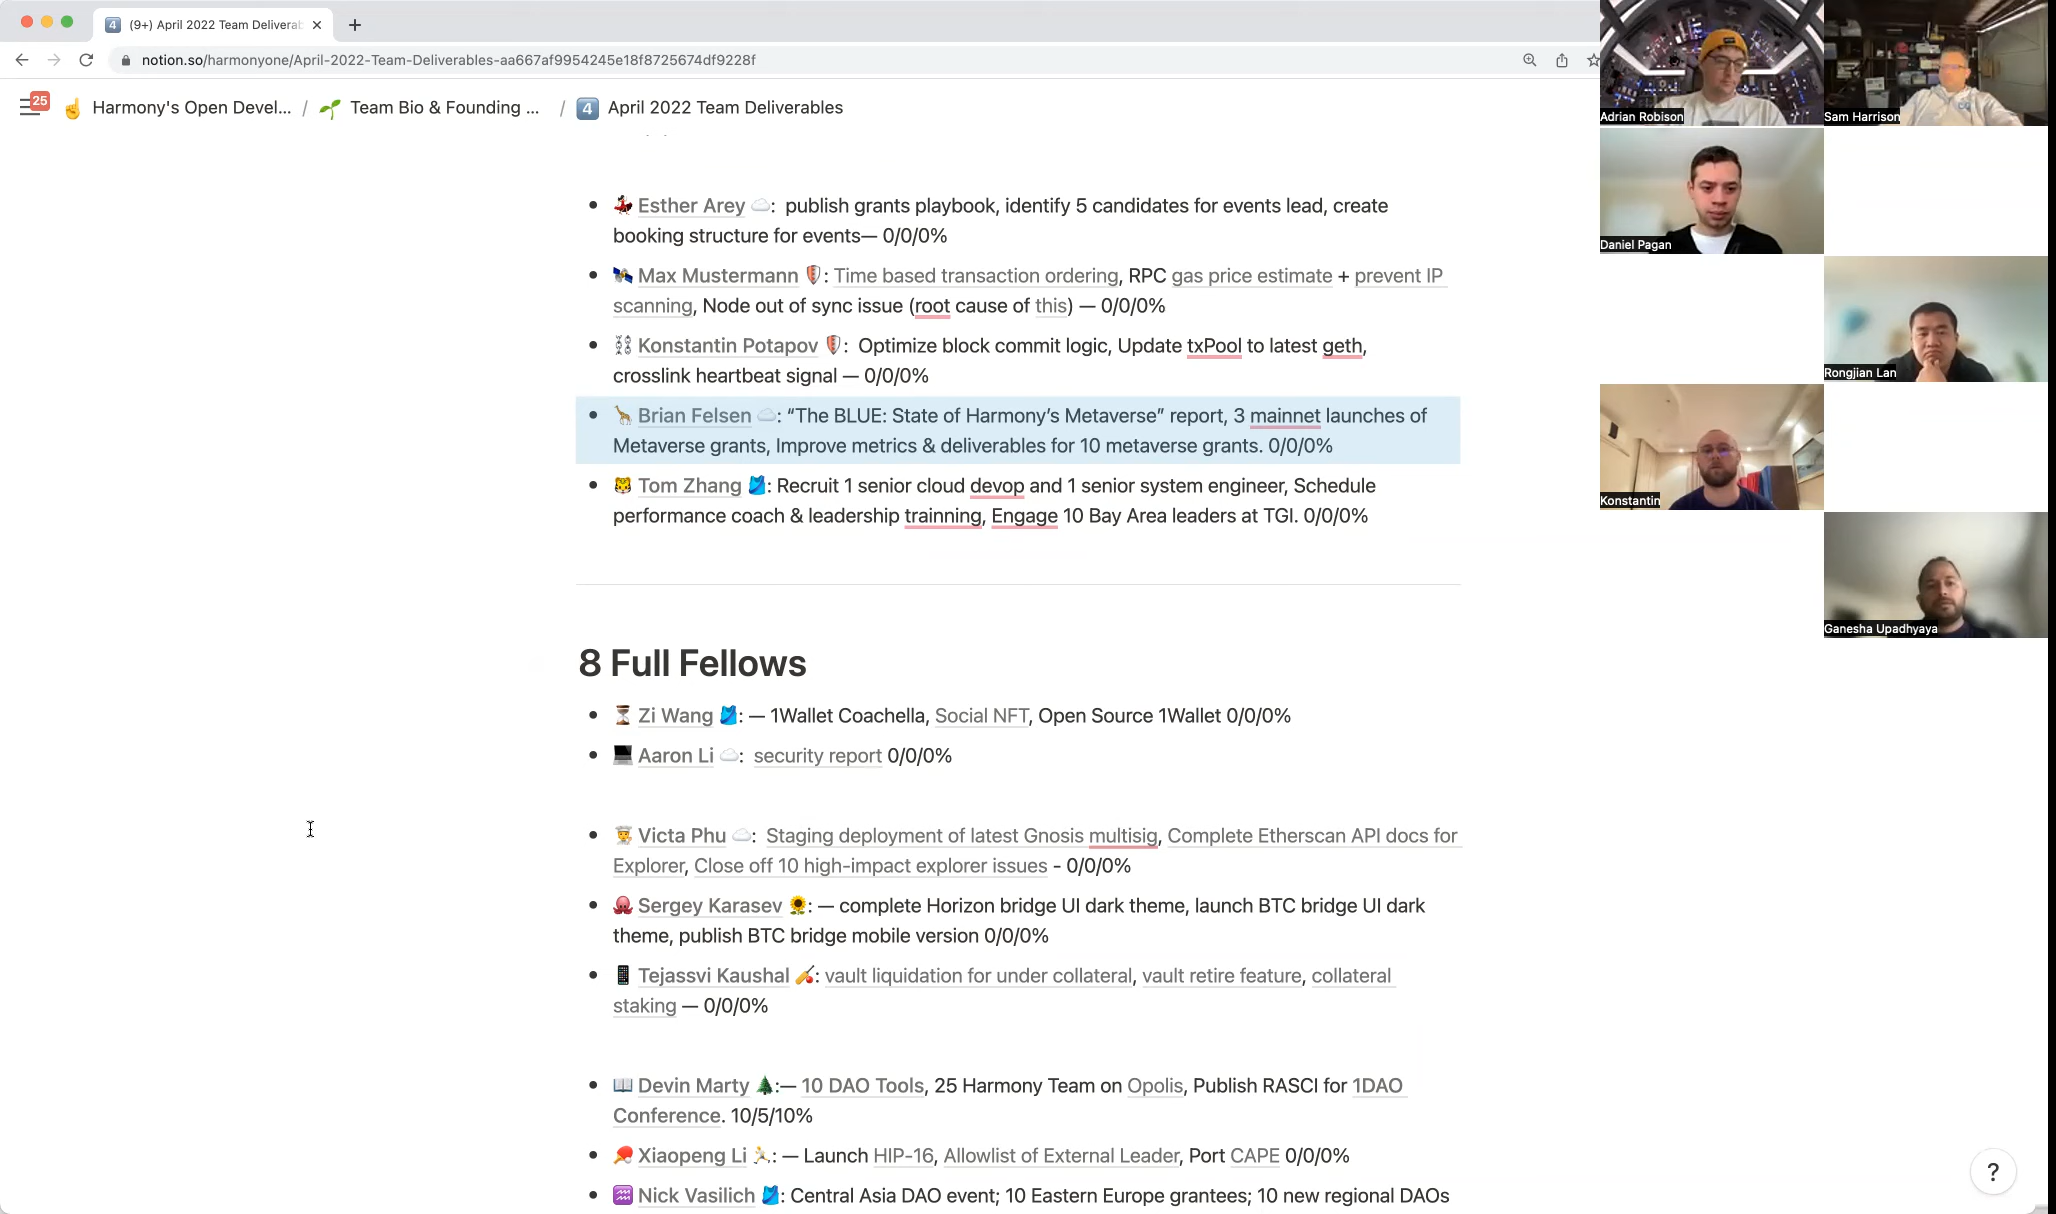 (9+) April 2022 Team Deliverab
notion.so/harmonyone/April-2022-Team-Deliverables-aa667af9954245e18f8725674df9228f
25
Harmony's Open Devel... / Team Bio & Founding ... / 4 April 2022 Team Deliverables
Esther Arey : publish grants playbook, identify 5 candidates for events lead, create
booking structure for events— 0/0/0%
Max Mustermann : Time based transaction ordering, RPC gas price estimate + prevent IP
scanning, Node out of sync issue (root cause of this) — 0/0/0%
Konstantin Potapov : Optimize block commit logic, Update txPool to latest geth,
crosslink heartbeat signal — 0/0/0%
Brian Felsen : “The BLUE: State of Harmony’s Metaverse” report, 3 mainnet launches of
Metaverse grants, Improve metrics & deliverables for 10 metaverse grants. 0/0/0%
Tom Zhang : Recruit 1 senior cloud devop and 1 senior system engineer, Schedule
performance coach & leadership trainning, Engage 10 Bay Area leaders at TGI. 0/0/0%
8 Full Fellows
Zi Wang : — 1Wallet Coachella, Social NFT, Open Source 1Wallet 0/0/0%
Aaron Li : security report 0/0/0%
Victa Phu : Staging deployment of latest Gnosis multisig, Complete Etherscan API docs for
Explorer, Close off 10 high-impact explorer issues - 0/0/0%
Sergey Karasev : — complete Horizon bridge UI dark theme, launch BTC bridge UI dark
theme, publish BTC bridge mobile version 0/0/0%
Tejassvi Kaushal : vault liquidation for under collateral, vault retire feature, collateral
staking — 0/0/0%
Devin Marty :— 10 DAO Tools, 25 Harmony Team on Opolis, Publish RASCI for 1DAO
Conference. 10/5/10%
Xiaopeng Li : — Launch HIP-16, Allowlist of External Leader, Port CAPE 0/0/0%
Nick Vasilich : Central Asia DAO event; 10 Eastern Europe grantees; 10 new regional DAOs
Adrian Robison
Sam Harrison
Daniel Pagan
Rongjian Lan
Konstantin
Ganesha Upadhyaya
?